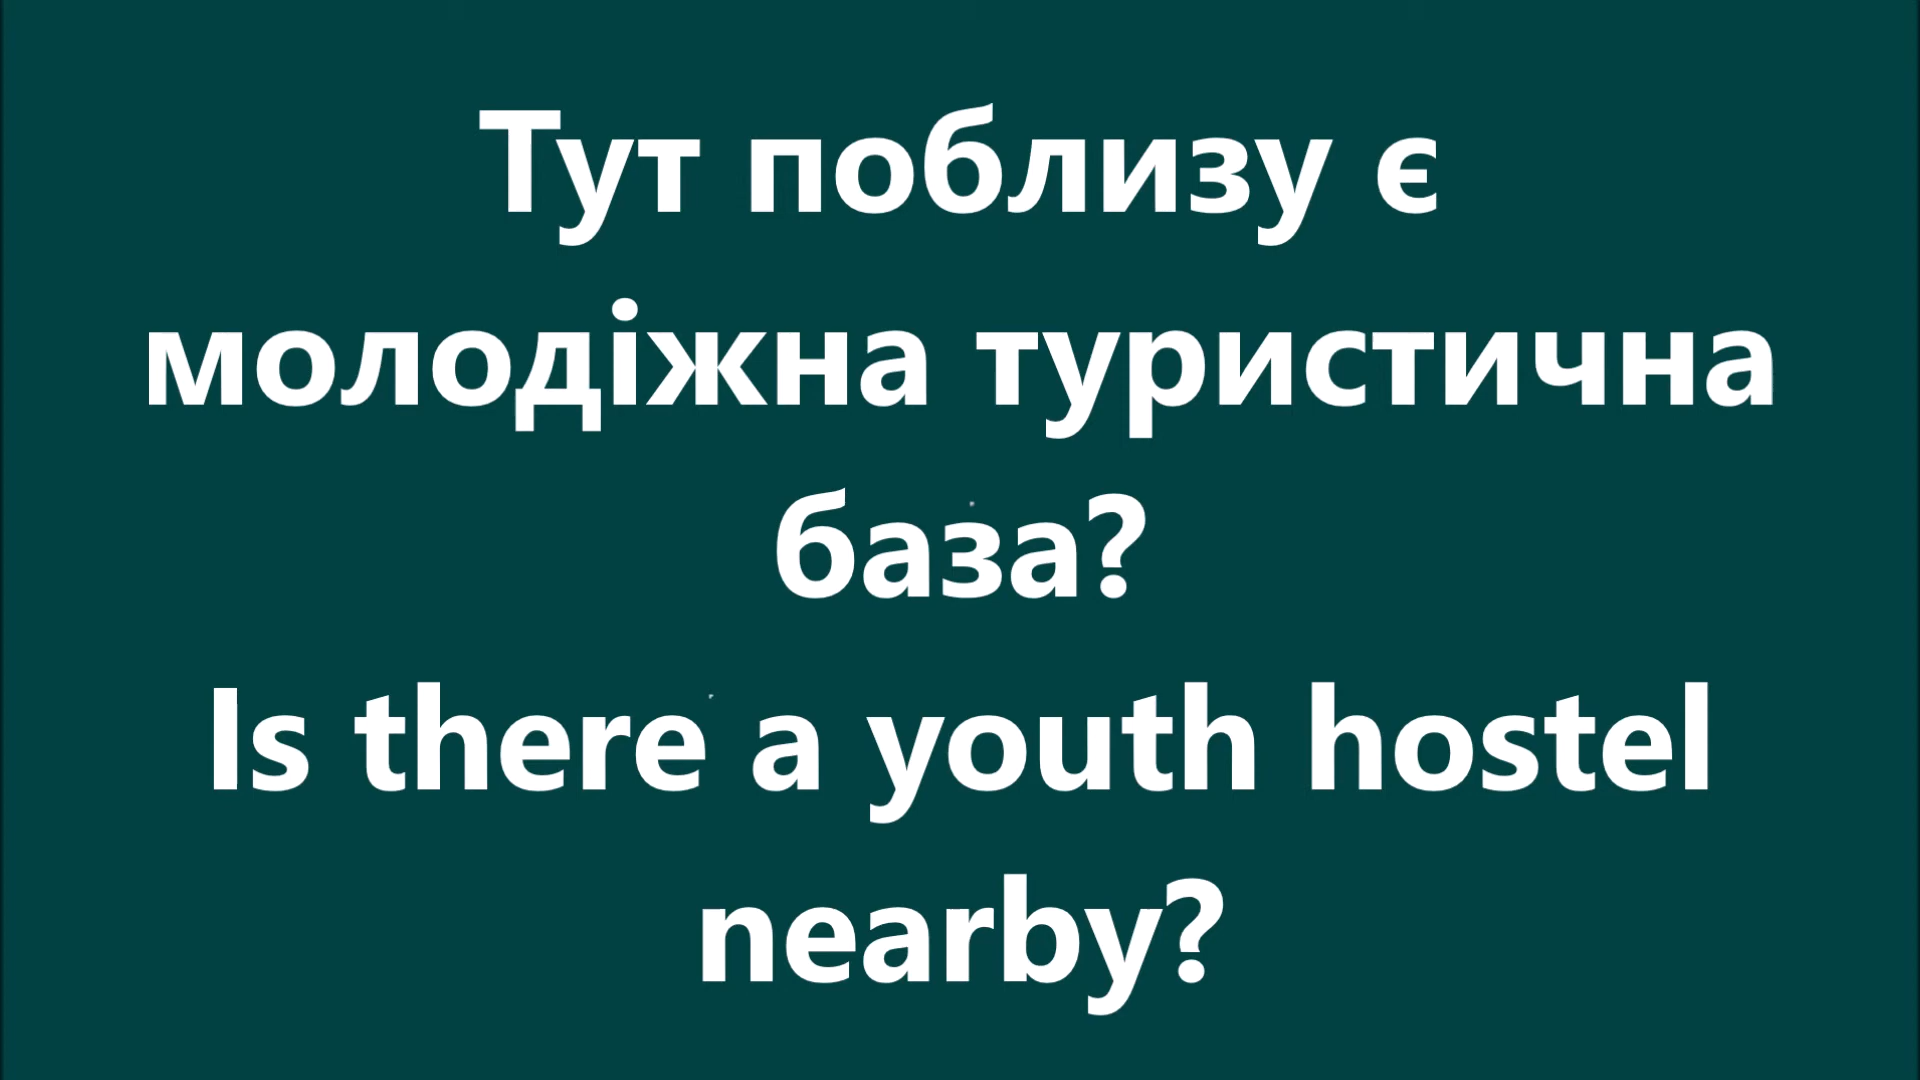 Тут поблизу є
молодіжна туристична
база?
Is there a youth hostel
nearby?